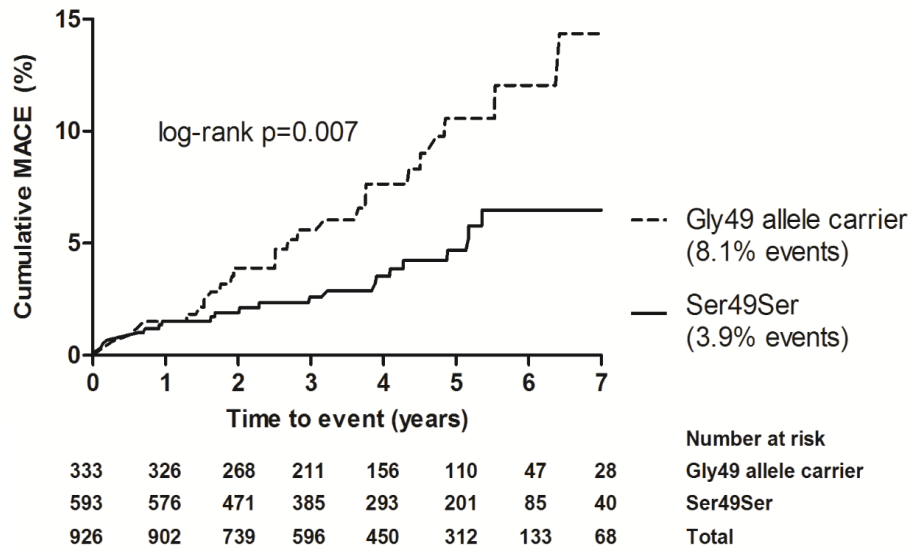 15
10
5
0
Cumulative MACE (%)
log-rank p=0.007
0 1 2 3 4 5 6 7
Time to event (years)
Gly49 allele carrier
(8.1% events)
Ser49Ser
(3.9% events)
Number at risk
333 326 268 211 156 110 47 28 Gly49 allele carrier
593 576 471 385 293 201 85 40 Ser49Ser
926 902 739 596 450 312 133 68 Total